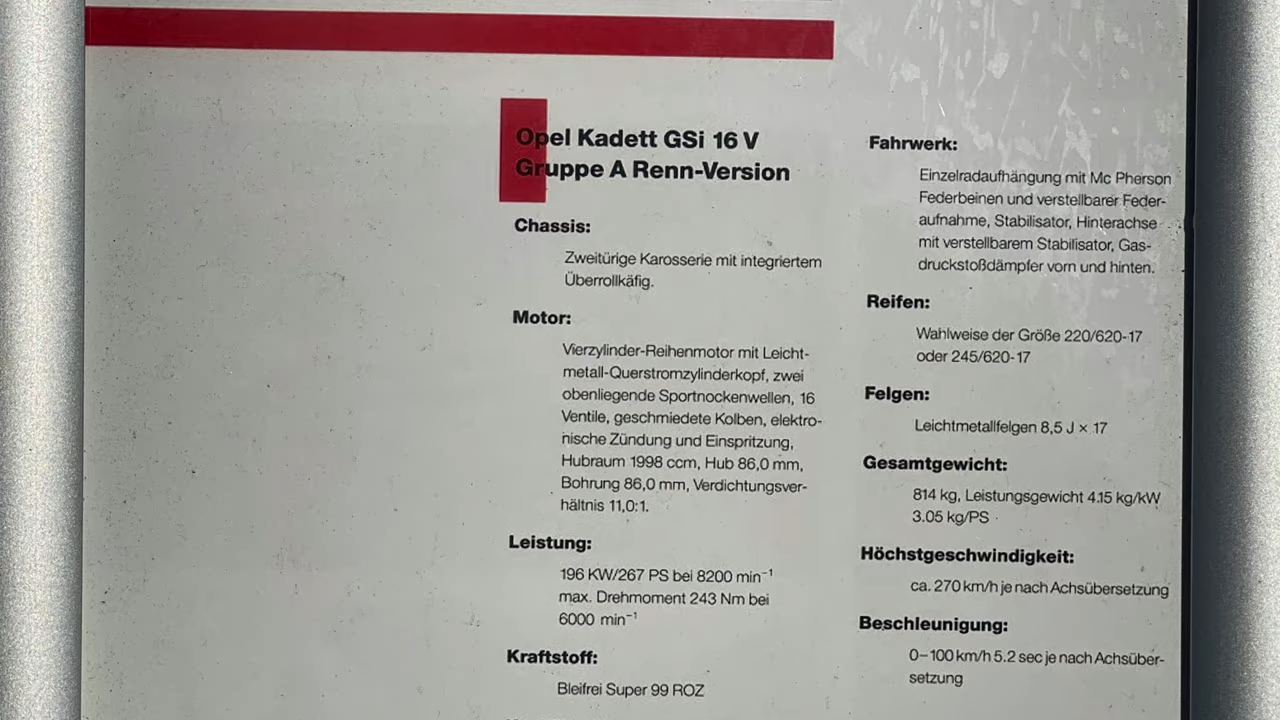 Opel Kadett GSi 16 V
Gruppe A Renn-Version
Chassis:
Zweitürige Karosserie mit integriertem
Überrollkäfig.
Motor:
Vierzylinder-Reihenmotor mit Leicht-
metall-Querstromzylinderkopf, zwei
obenliegende Sportnockenwellen, 16
Ventile, geschmiedete Kolben, elektro-
nische Zündung und Einspritzung,
Hubraum 1998 ccm, Hub 86,0 mm,
Bohrung 86,0 mm, Verdichtungsver-
hältnis 11,0:1.
Leistung:
196 KW/267 PS bei 8200 min⁻¹
max. Drehmoment 243 Nm bei
6000 min⁻¹
Kraftstoff:
Bleifrei Super 99 ROZ
Fahrwerk:
Einzelradaufhängung mit Mc Pherson
Federbeinen und verstellbarer Feder-
aufnahme, Stabilisator, Hinterachse
mit verstellbarem Stabilisator, Gas-
druckstoßdämpfer vorn und hinten.
Reifen:
Wahlweise der Größe 220/620-17
oder 245/620-17
Felgen:
Leichtmetallfelgen 8,5 J × 17
Gesamtgewicht:
814 kg, Leistungsgewicht 4.15 kg/kW
3.05 kg/PS
Höchstgeschwindigkeit:
ca. 270 km/h je nach Achsübersetzung
Beschleunigung:
0–100 km/h 5.2 sec je nach Achsüber-
setzung